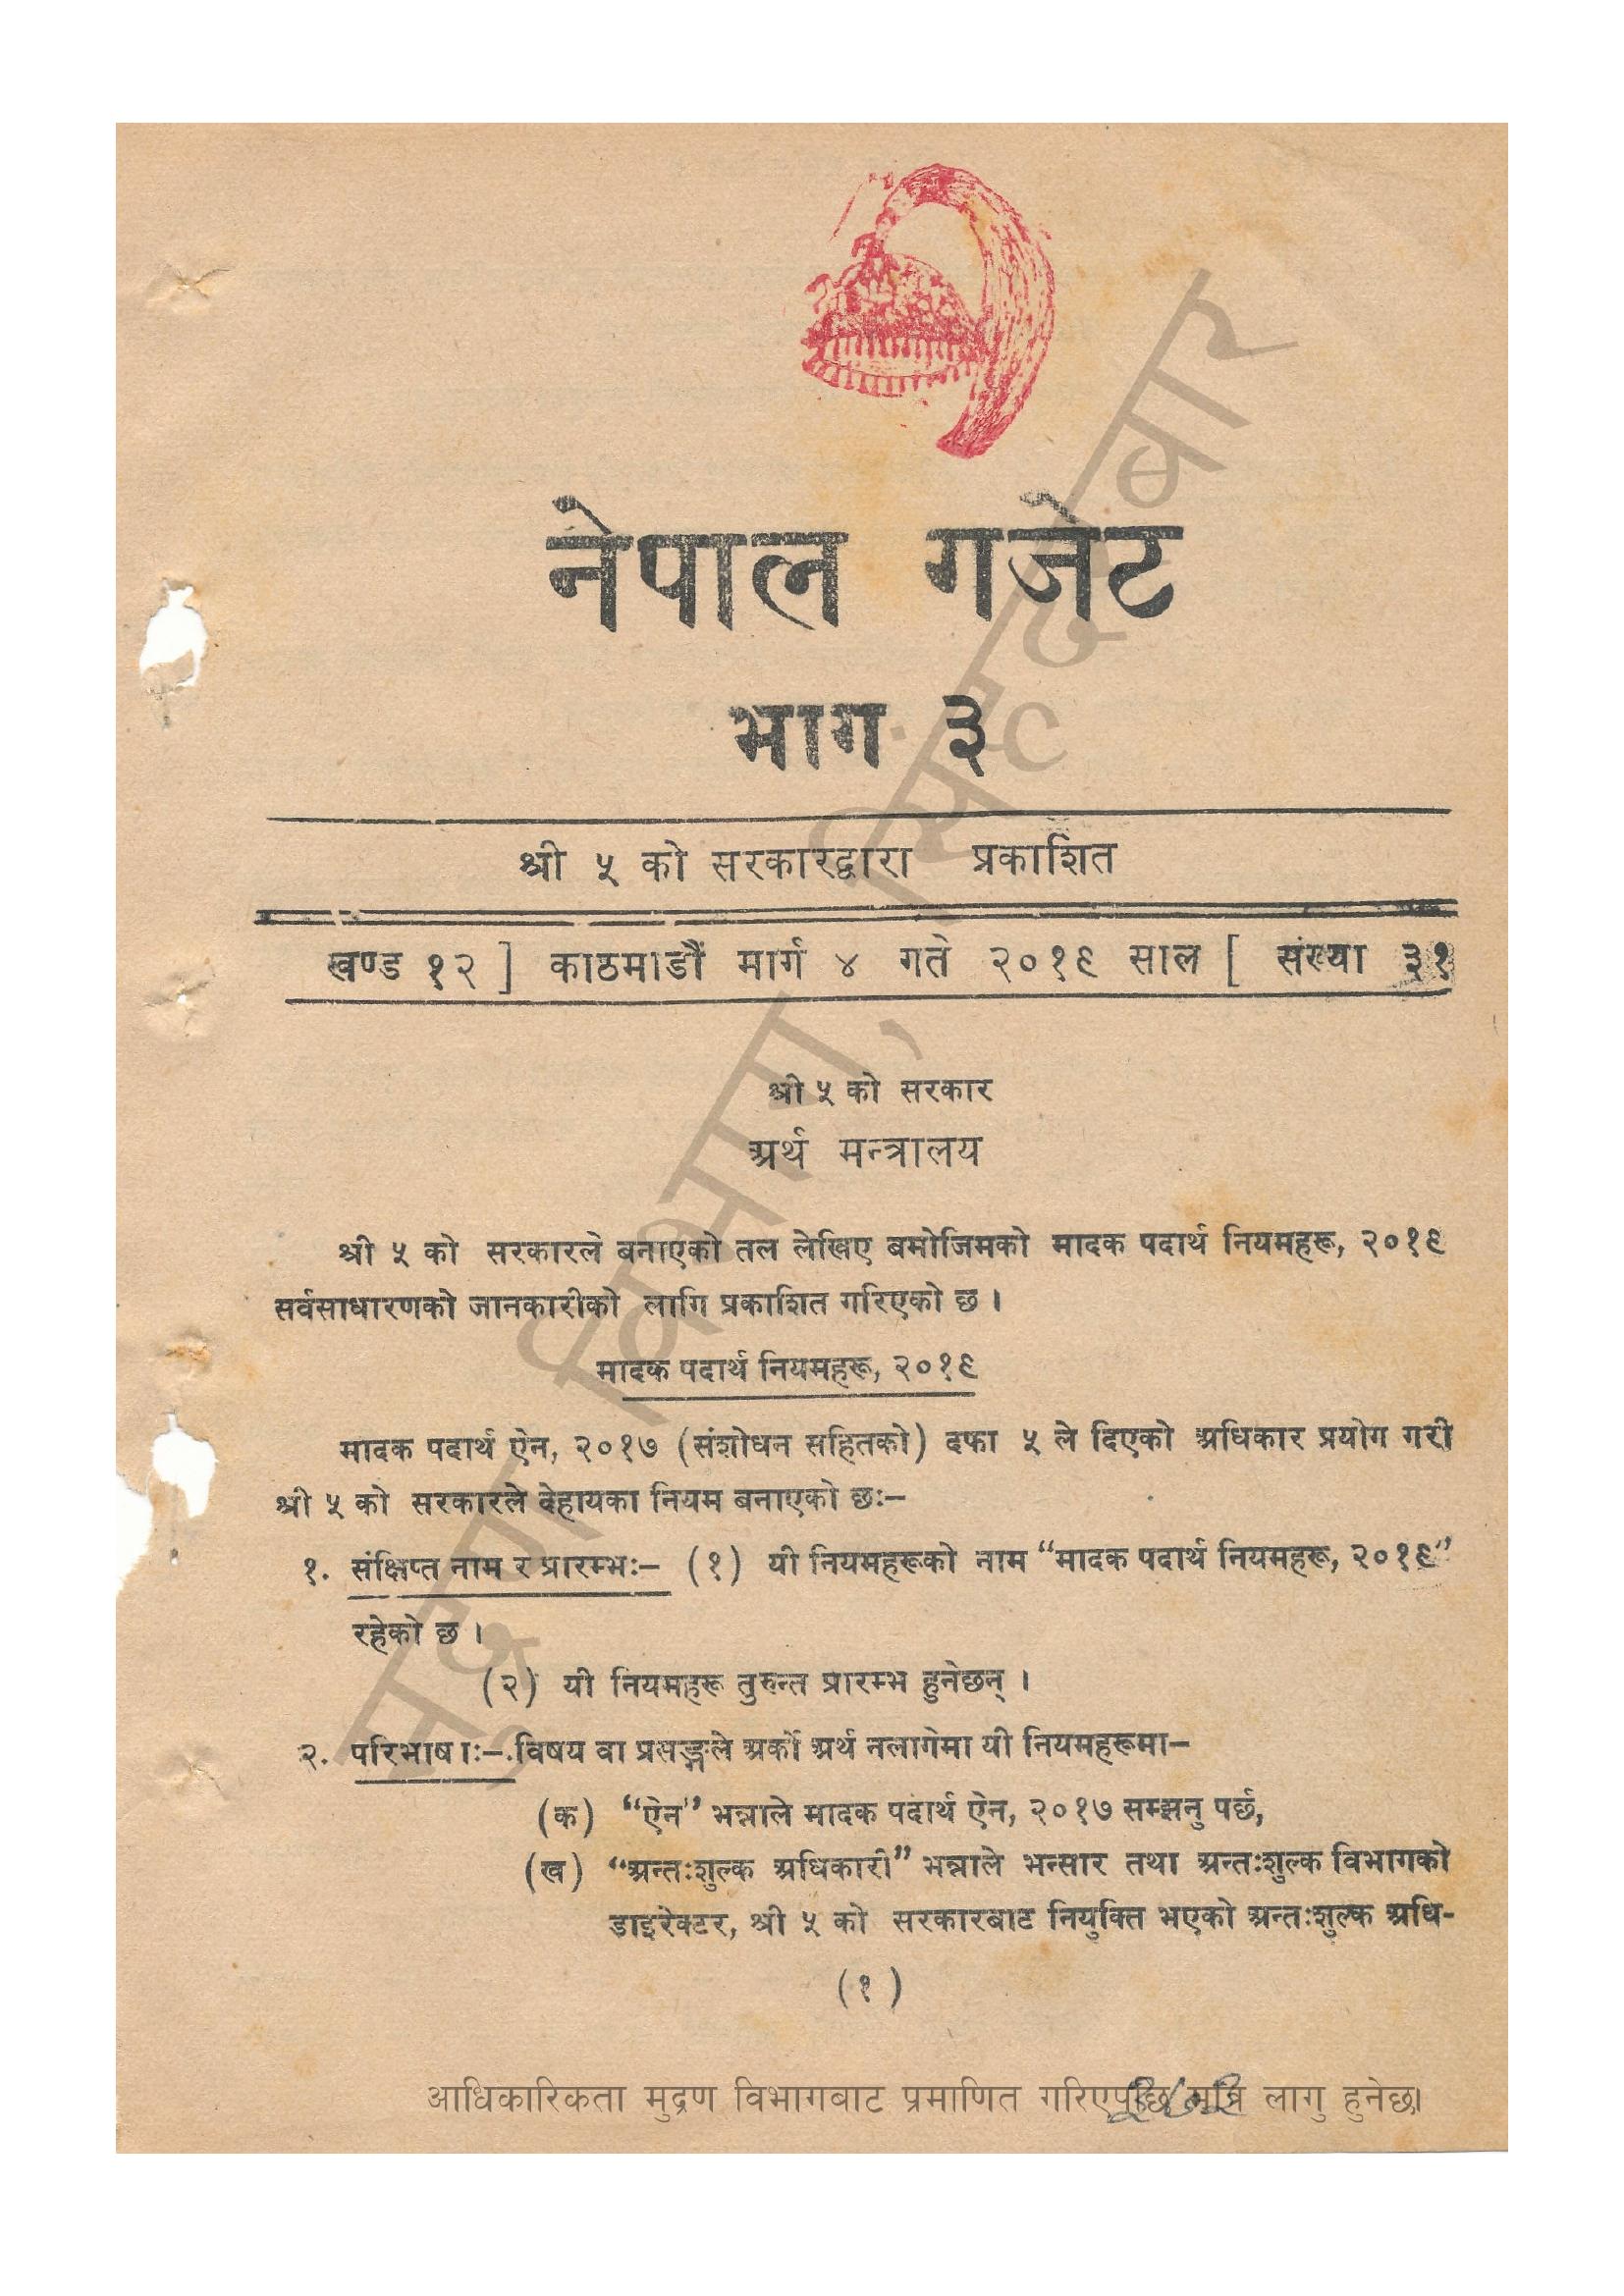 नेपाल गजेट
भाग ३
श्री ५ को सरकारद्वारा प्रकाशित
खण्ड १२ ] काठमाडौं मार्ग ४ गते २०१९ साल [ संख्या ३१
श्री ५ को सरकार
अर्थ मन्त्रालय
श्री ५ को सरकारले बनाएको तल लेखिए बमोजिमको मादक पदार्थ नियमहरू, २०१९
सर्वसाधारणको जानकारीको लागि प्रकाशित गरिएको छ ।
मादक पदार्थ नियमहरू, २०१९
मादक पदार्थ ऐन, २०१७ (संशोधन सहितको) दफा ५ ले दिएको अधिकार प्रयोग गरी
श्री ५ को सरकारले देहायका नियम बनाएको छः–
१. संक्षिप्त नाम र प्रारम्भः– (१) यी नियमहरूको नाम “मादक पदार्थ नियमहरू, २०१९”
रहेको छ ।
(२) यी नियमहरू तुरुन्त प्रारम्भ हुनेछन् ।
२. परिभाषाः– विषय वा प्रसङ्गले अर्को अर्थ नलागेमा यी नियमहरूमा–
(क) “ऐन” भन्नाले मादक पदार्थ ऐन, २०१७ सम्झनु पर्छ,
(ख) “अन्तःशुल्क अधिकारी” भन्नाले भन्सार तथा अन्तःशुल्क विभागको
डाइरेक्टर, श्री ५ को सरकारबाट नियुक्ति भएको अन्तःशुल्क अधि-
(१)
आधिकारिकता मुद्रण विभागबाट प्रमाणित गरिएपछि मात्र लागु हुनेछ।
मुद्रण विभाग, सिंहदरबार